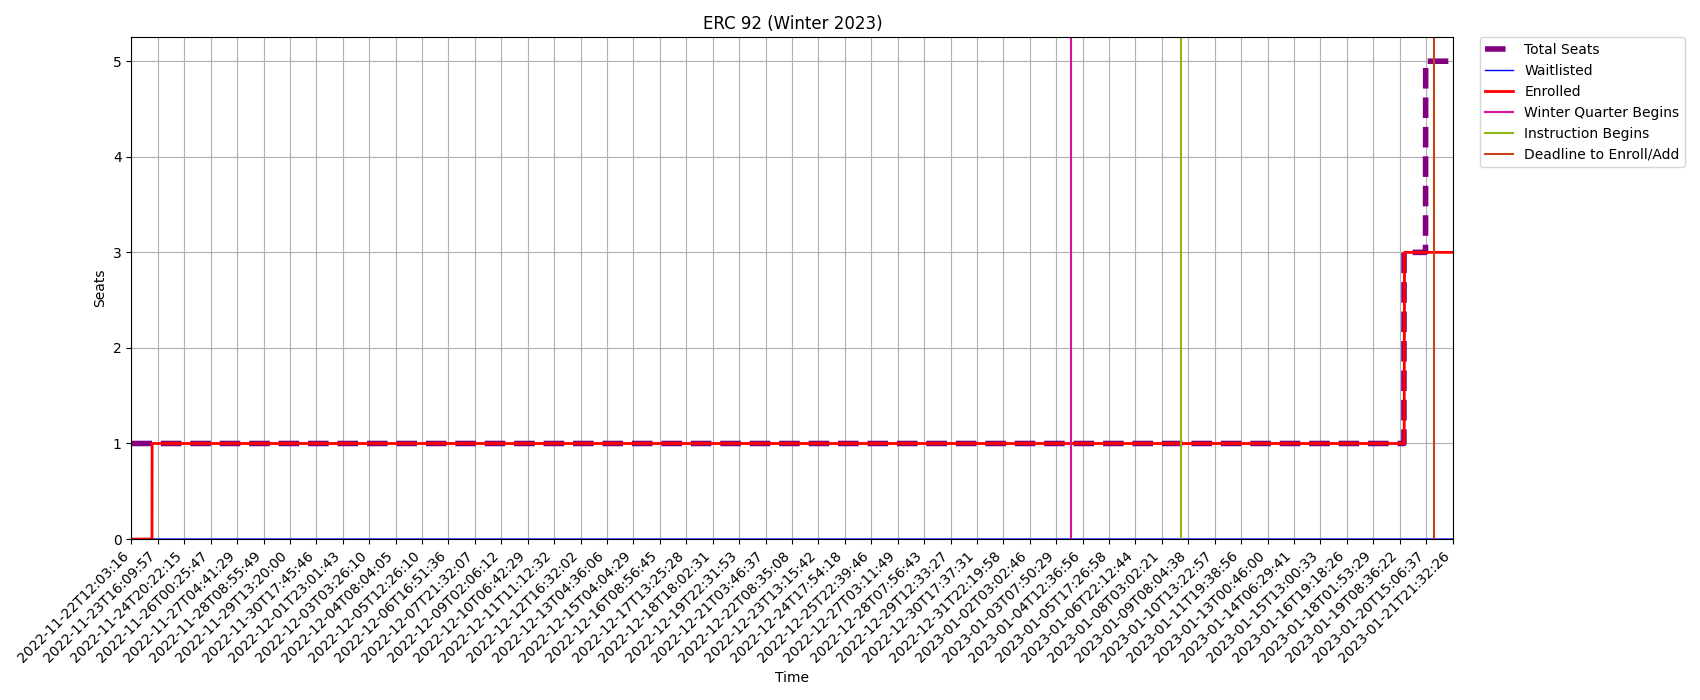 ERC 92 (Winter 2023)
Total Seats
Waitlisted
Enrolled
Winter Quarter Begins
Instruction Begins
Deadline to Enroll/Add
5
4
3
2
1
0
Seats
2022-11-22T12:03:16
2022-11-23T16:09:57
2022-11-24T20:22:15
2022-11-26T00:25:47
2022-11-27T04:41:29
2022-11-28T08:55:49
2022-11-29T13:20:00
2022-11-30T17:45:46
2022-12-01T23:01:43
2022-12-03T03:26:10
2022-12-04T08:04:05
2022-12-05T12:26:10
2022-12-06T16:51:36
2022-12-07T21:32:07
2022-12-09T02:06:12
2022-12-10T06:42:29
2022-12-11T11:12:32
2022-12-12T16:32:02
2022-12-13T04:36:06
2022-12-15T04:04:29
2022-12-16T08:56:45
2022-12-17T13:25:28
2022-12-18T18:02:31
2022-12-19T22:31:53
2022-12-21T03:46:37
2022-12-22T08:35:08
2022-12-23T13:15:42
2022-12-24T17:54:18
2022-12-25T22:39:46
2022-12-27T03:11:49
2022-12-28T07:56:43
2022-12-29T12:33:27
2022-12-30T17:37:31
2022-12-31T22:19:58
2023-01-02T03:02:46
2023-01-03T07:50:29
2023-01-04T12:36:56
2023-01-05T17:26:58
2023-01-06T22:12:44
2023-01-08T03:02:21
2023-01-09T08:04:38
2023-01-10T13:22:57
2023-01-11T19:38:56
2023-01-13T00:46:00
2023-01-14T06:29:41
2023-01-15T13:00:33
2023-01-16T19:18:26
2023-01-18T01:53:29
2023-01-19T08:36:22
2023-01-20T15:06:37
2023-01-21T21:32:26
Time